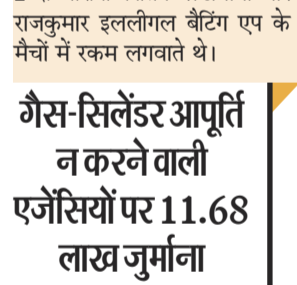 राजकुमार इललीगल बैटिंग एप के
मैचों में रकम लगवाते थे।
गैस-सिलेंडर आपूर्ति
न करने वाली
एजेंसियों पर 11.68
लाख जुर्माना